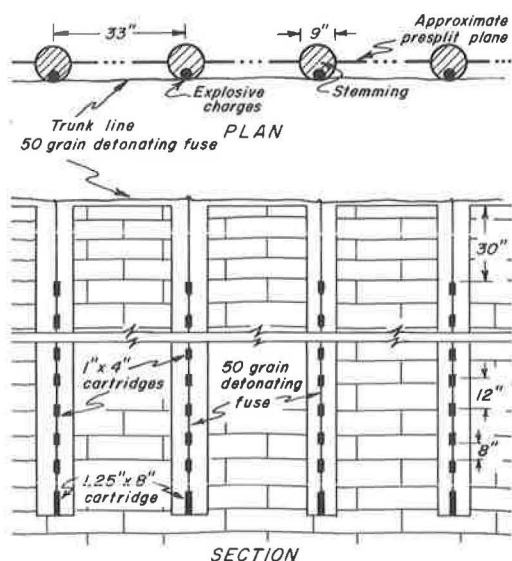 33"
9"
Approximate
presplit plane
Explosive
charges
Stemming
Trunk line
50 grain detonating fuse
PLAN
30"
1"x 4"
cartridges
50 grain
detonating
fuse
12"
8"
1.25"x 8"
cartridge
SECTION